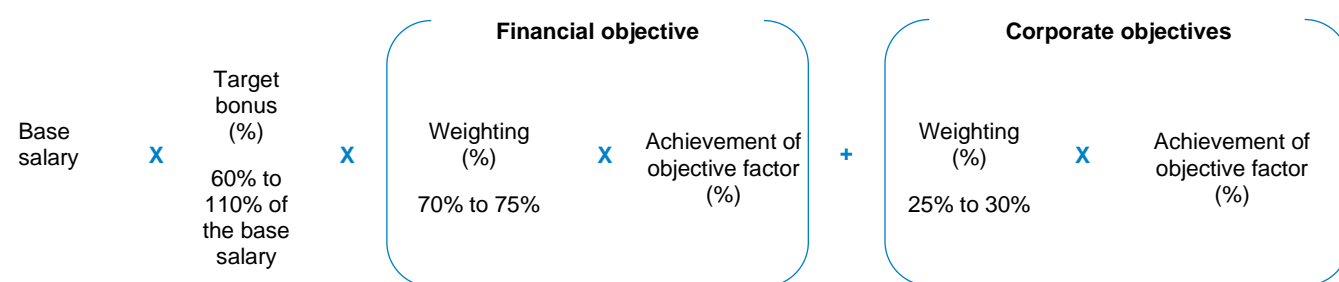 Financial objective
Corporate objectives
Base
salary
X
Target
bonus
(%)
60% to
110% of
the base
salary
X
Weighting
(%)
70% to 75%
X
Achievement of
objective factor
(%)
+
Weighting
(%)
25% to 30%
X
Achievement of
objective factor
(%)